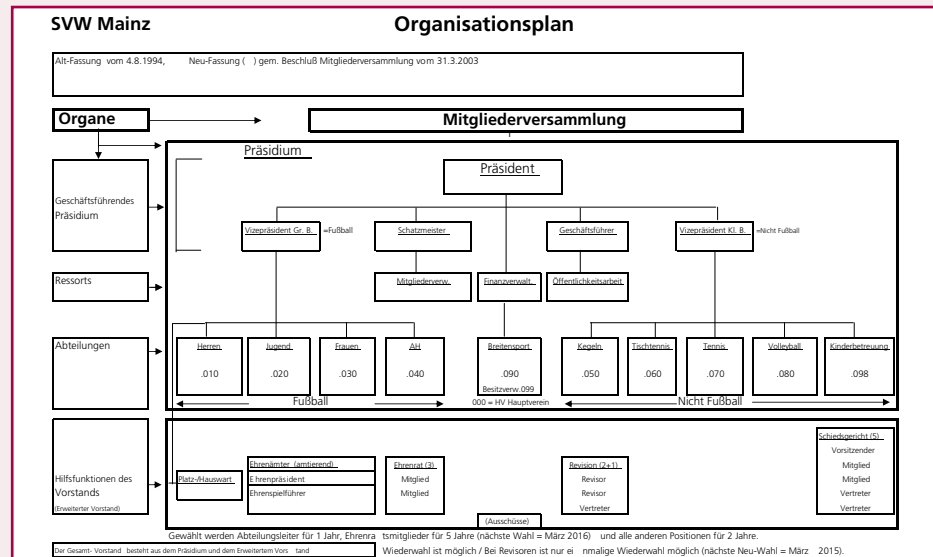 SVW Mainz Organisationsplan
Alt-Fassung vom 4.8.1994, Neu-Fassung ( ) gem. Beschluß Mitgliederversammlung vom 31.3.2003
Organe Mitgliederversammlung
Präsidium
Präsident
Geschäftsführendes
Präsidium
Vizepräsident Gr. B. =Fußball Schatzmeister Geschäftsführer Vizepräsident Kl. B. =Nicht Fußball
Ressorts Mitgliederverw. Finanzverwalt. Öffentlichkeitsarbeit
Abteilungen Herren Jugend Frauen AH Breitensport Kegeln Tischtennis Tennis Volleyball Kinderbetreuung
.010 .020 .030 .040 .090 .050 .060 .070 .080 .098
Besitzverw.099
Fußball 000 = HV Hauptverein Nicht Fußball
Schiedsgericht (5)
Vorsitzender
Ehrenämter (amtierend) Ehrenrat (3) Revision (2+1) Mitglied
Hilfsfunktionen des Platz-/Hauswart Ehrenpräsident Mitglied Revisor Mitglied
Vorstands Ehrenspielführer Mitglied Revisor Vertreter
(Erweiterter Vorstand) Vertreter Vertreter
(Ausschüsse)
Gewählt werden Abteilungsleiter für 1 Jahr, Ehrenra tsmitglieder für 5 Jahre (nächste Wahl = März 2016) und alle anderen Positionen für 2 Jahre.
Der Gesamt- Vorstand besteht aus dem Präsidium und dem Erweitertem Vors tand Wiederwahl ist möglich / Bei Revisoren ist nur ei nmalige Wiederwahl möglich (nächste Neu-Wahl = März 2015).